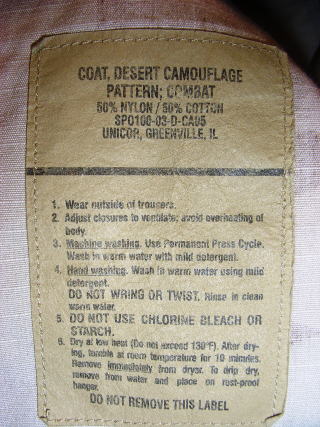 COAT, DESERT CAMOUFLAGE
PATTERN; COMBAT
50% NYLON / 50% COTTON
SPO100-03-D-CA05
UNICOR, GREENVILLE, IL
1. Wear outside of trousers.
2. Adjust closures to ventilate; avoid overheating of
body.
3. Machine washing. Use Permanent Press Cycle.
Wash in warm water with mild detergent.
4. Hand washing. Wash in warm water using mild
detergent.
DO NOT WRING OR TWIST. Rinse in clean
warm water.
5. DO NOT USE CHLORINE BLEACH OR
STARCH.
6. Dry at low heat (Do not exceed 130°F). After dry-
ing, tumble at room temperature for 10 minutes.
Remove immediately from dryer. To drip dry,
remove from water and place on rust-proof
hanger.
DO NOT REMOVE THIS LABEL